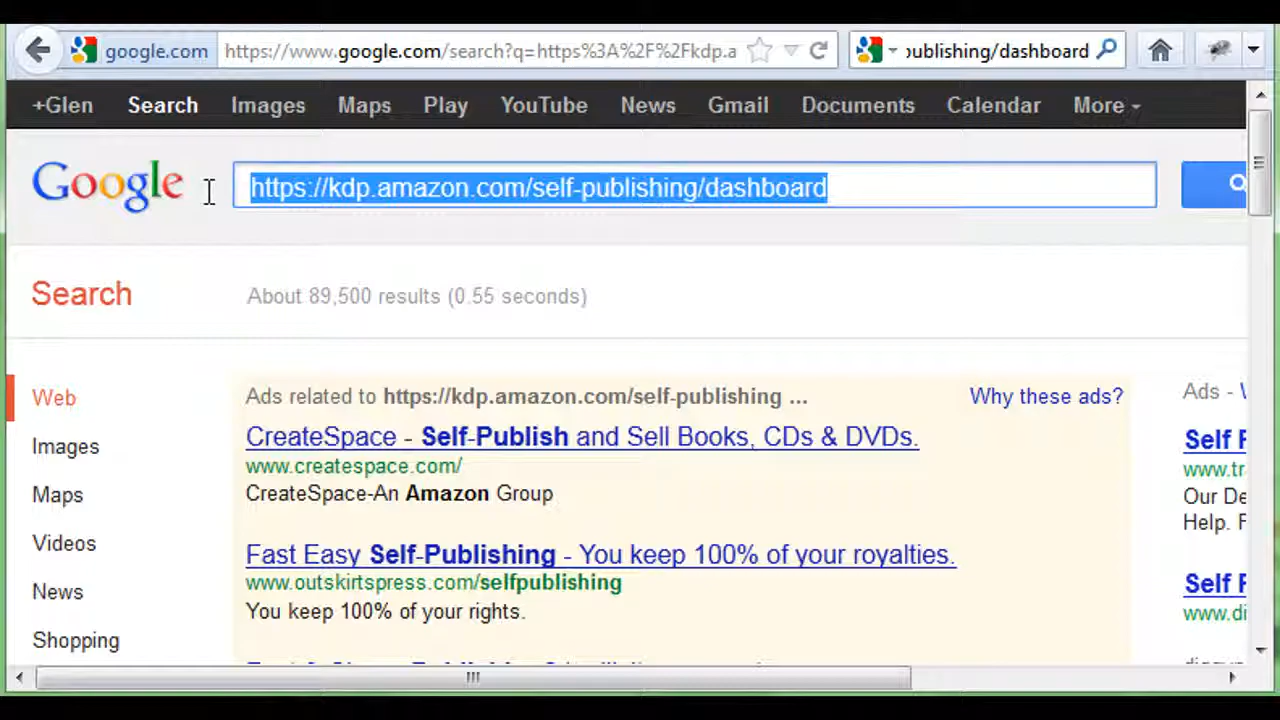 google.com https://www.google.com/search?q=https%3A%2F%2Fkdp.a ublishing/dashboard
+Glen Search Images Maps Play YouTube News Gmail Documents Calendar More
Google https://kdp.amazon.com/self-publishing/dashboard
Search About 89,500 results (0.55 seconds)
Web
Images
Maps
Videos
News
Shopping
Ads related to https://kdp.amazon.com/self-publishing ... Why these ads?
CreateSpace - Self-Publish and Sell Books, CDs & DVDs.
www.createspace.com/
CreateSpace-An Amazon Group
Fast Easy Self-Publishing - You keep 100% of your royalties.
www.outskirtspress.com/selfpublishing
You keep 100% of your rights.
Ads -
Self
www.tr
Our De
Help. F
Self
www.di